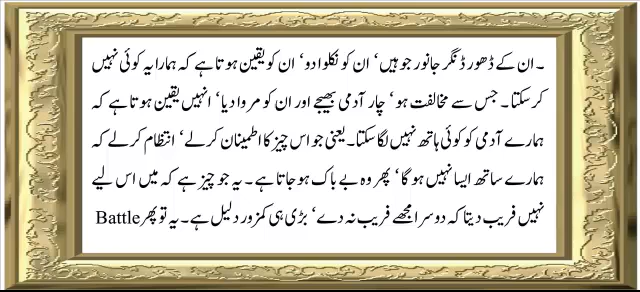 ۔ ان کے ڈھور ڈنگر جانور جو ہیں‘ ان کو نکلوا دو‘ ان کو یقین ہوتا ہے کہ ہمارا یہ کوئی نہیں
کر سکتا۔ جس سے مخالفت ہو‘ چار آدمی بھیجے اور ان کو مروا دیا‘ انہیں یقین ہوتا ہے کہ
ہمارے آدمی کو کوئی ہاتھ نہیں لگا سکتا۔ یعنی جو اس چیز کا اطمینان کر لے‘ انتظام کر لے کہ
ہمارے ساتھ ایسا نہیں ہو گا‘ پھر وہ بے باک ہو جاتا ہے۔ یہ جو چیز ہے کہ میں اس لیے
نہیں فریب دیتا کہ دوسرا مجھے فریب نہ دے‘ بڑی ہی کمزور دلیل ہے۔ یہ تو پھر Battle